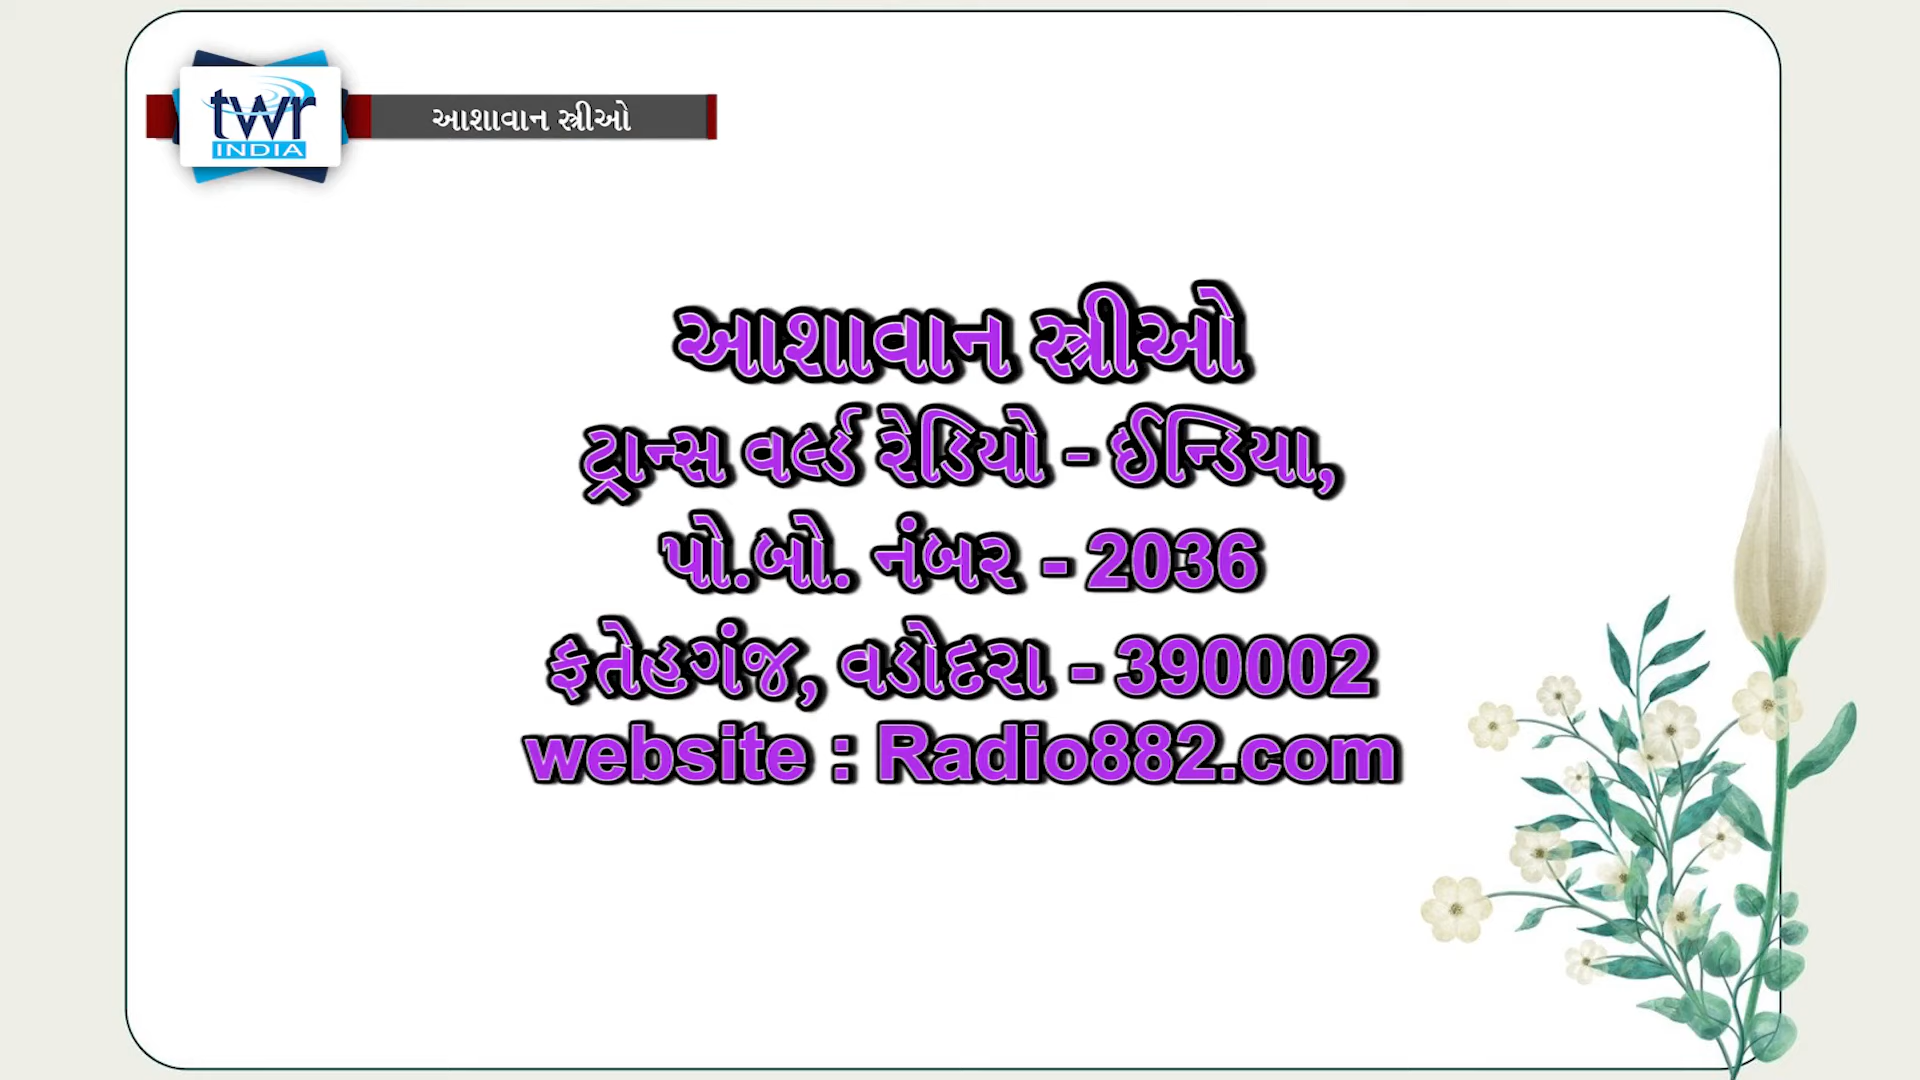 twr
INDIA
આશાવાન સ્ત્રીઓ
આશાવાન સ્ત્રીઓ
ટ્રાન્સ વર્લ્ડ રેડિયો - ઈન્ડિયા,
પો.બો. નંબર - 2036
ફતેહગંજ, વડોદરા - 390002
website : Radio882.com